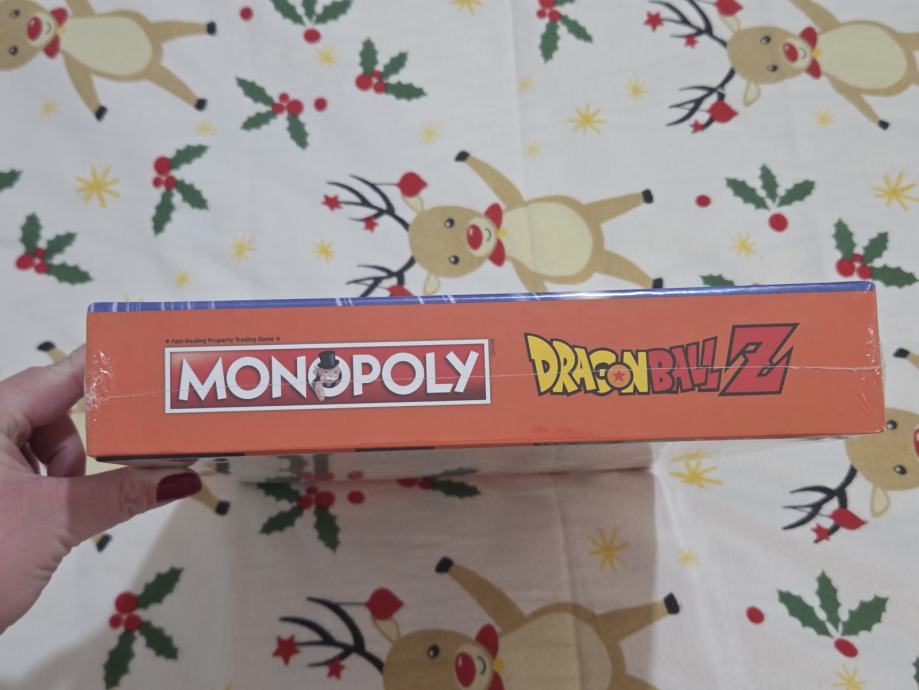 Fast-Dealing Property Trading Game
MONOPOLY
DRAGON BALL Z